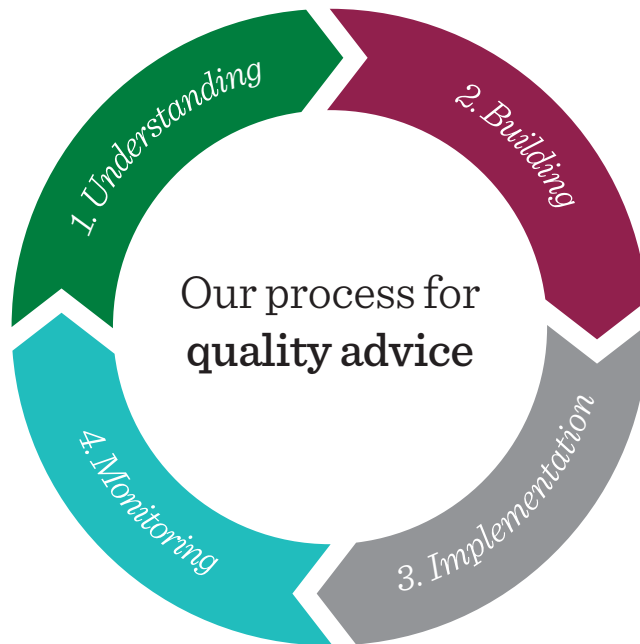 Our process for
quality advice
1. Understanding
2. Building
3. Implementation
4. Monitoring